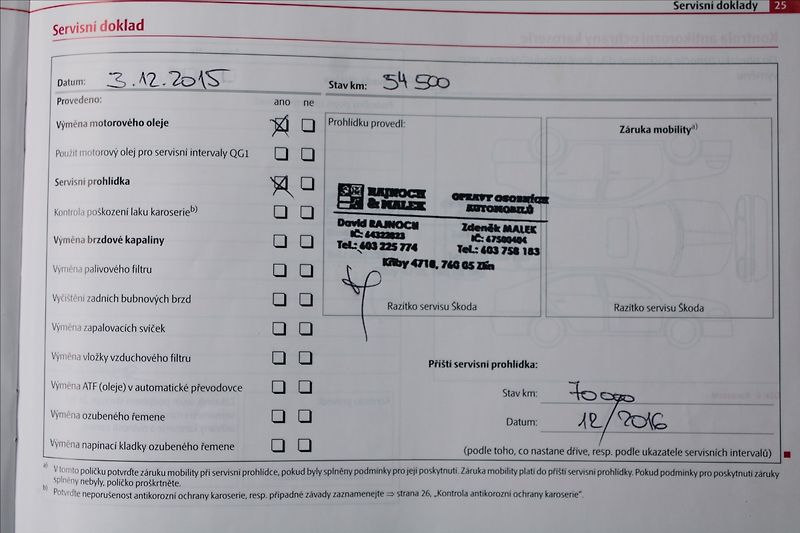 Servisní doklady 25
Servisní doklad
Datum: 3.12.2015
Stav km: 54 500
Provedeno:
ano ne
Výměna motorového oleje
Použit motorový olej pro servisní intervaly QG1
Servisní prohlídka
Kontrola poškození laku karoserie b)
Výměna brzdové kapaliny
Výměna palivového filtru
Vyčištění zadních bubnových brzd
Výměna zapalovacích svíček
Výměna vložky vzduchového filtru
Výměna ATF (oleje) v automatické převodovce
Výměna ozubeného řemene
Výměna napínací kladky ozubeného řemene
Prohlídku provedl:
RAJNOCH & MALEK
OPRAVY OSOBNÍCH AUTOMOBILŮ
David RAJNOCH
IČ: 64322823
Tel.: 603 225 774
Zdeněk MALEK
IČ: 67500404
Tel.: 603 758 183
Křiby 4718, 760 05 Zlín
Razítko servisu Škoda
Záruka mobility a)
Razítko servisu Škoda
Příští servisní prohlídka:
Stav km: 70 000
Datum: 12/2016
(podle toho, co nastane dříve, resp. podle ukazatele servisních intervalů)
a) V tomto políčku potvrďte záruku mobility při servisní prohlídce, pokud byly splněny podmínky pro její poskytnutí. Záruka mobility platí do příští servisní prohlídky. Pokud podmínky pro poskytnutí záruky
splněny nebyly, políčko proškrtněte.
b) Potvrďte neporušenost antikorozní ochrany karoserie, resp. případné závady zaznamenejte ⇒ strana 26, „Kontrola antikorozní ochrany karoserie“.